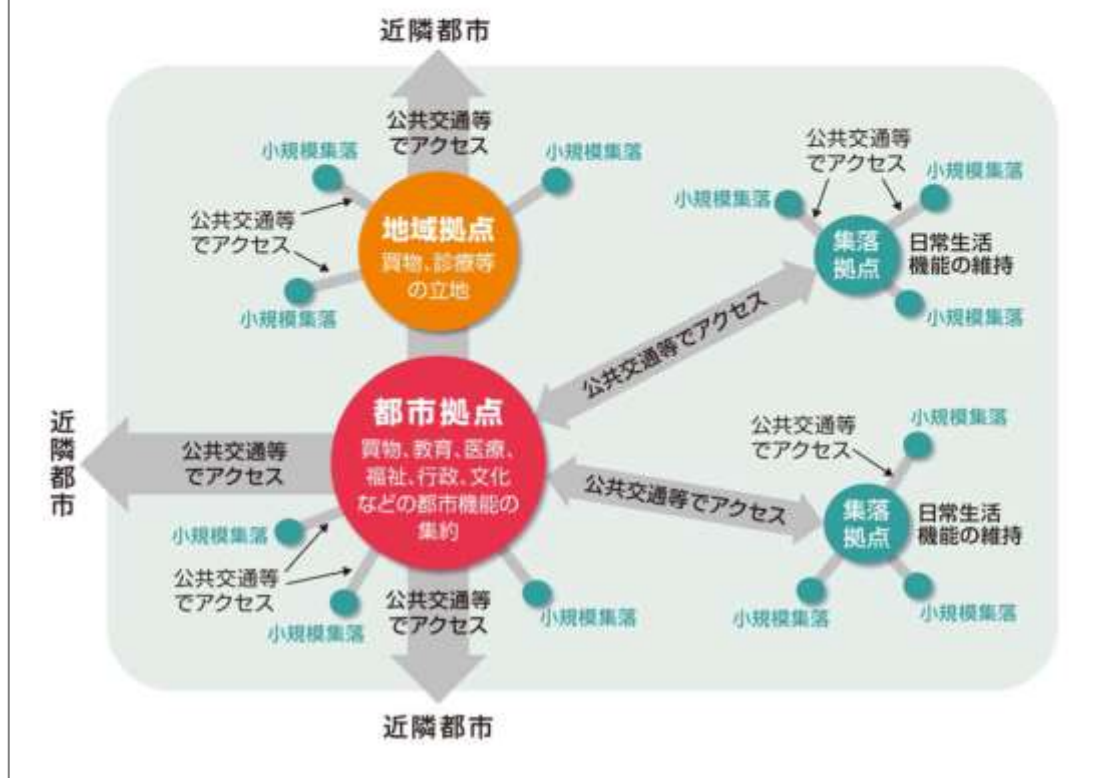 近隣都市
公共交通等
でアクセス
小規模集落
小規模集落
公共交通等
でアクセス
地域拠点
買物、診療等
の立地
小規模集落
公共交通等
でアクセス
小規模集落
小規模集落
集落
拠点
日常生活
機能の維持
小規模集落
公共交通等でアクセス
都市拠点
買物、教育、医療、
福祉、行政、文化
などの都市機能の
集約
近隣都市
公共交通等
でアクセス
小規模集落
公共交通等
でアクセス
小規模集落
公共交通等
でアクセス
小規模集落
近隣都市
公共交通等でアクセス
公共交通等
でアクセス
小規模集落
集落
拠点
日常生活
機能の維持
小規模集落
小規模集落